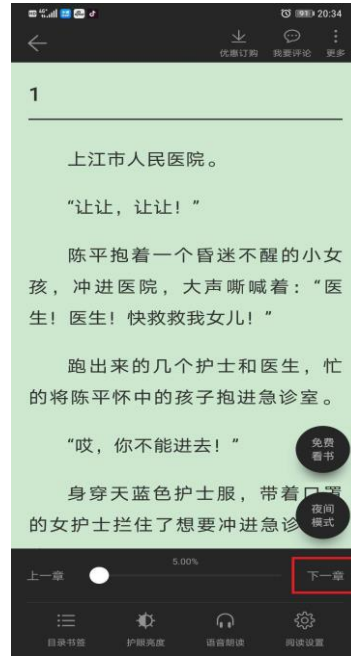 46 91 20:34
优惠订购 我要评论 更多
1
上江市人民医院。
“让让，让让！”
陈平抱着一个昏迷不醒的小女
孩，冲进医院，大声嘶喊着：“医
生！医生！快救救我女儿！”
跑出来的几个护士和医生，忙
的将陈平怀中的孩子抱进急诊室。
“哎，你不能进去！”
免费
看书
身穿天蓝色护士服，带着口罩
的女护士拦住了想要冲进急诊
夜间
模式
5.00%
上一章 下一章
目录书签 护眼亮度 语音朗读 阅读设置